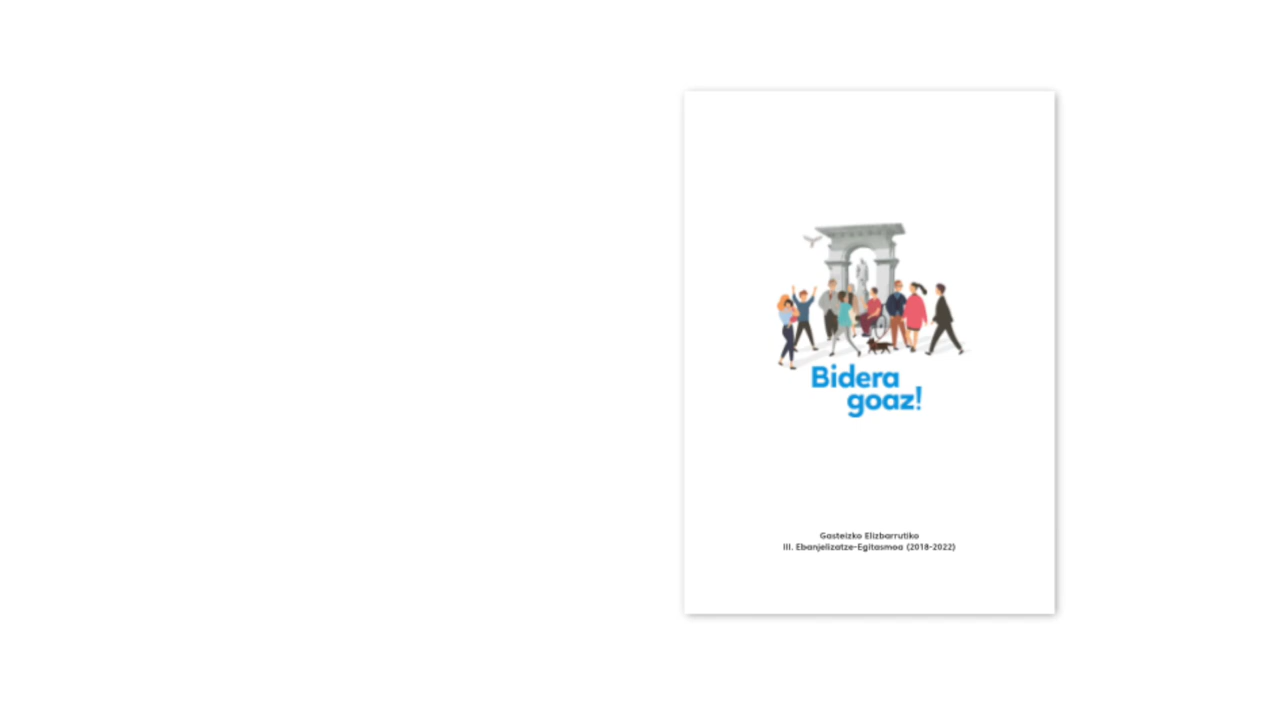 Bidera
goaz!
Gasteizko Elizbarrutiko
III. Ebanjelizatze-Egitasmoa (2018-2022)